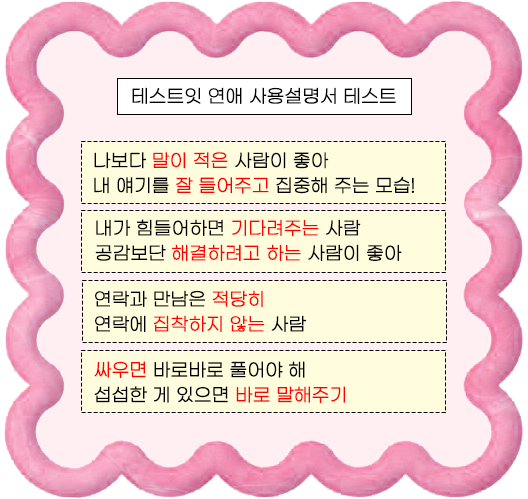 테스트잇 연애 사용설명서 테스트
나보다 말이 적은 사람이 좋아
내 얘기를 잘 들어주고 집중해 주는 모습!
내가 힘들어하면 기다려주는 사람
공감보단 해결하려고 하는 사람이 좋아
연락과 만남은 적당히
연락에 집착하지 않는 사람
싸우면 바로바로 풀어야 해
섭섭한 게 있으면 바로 말해주기